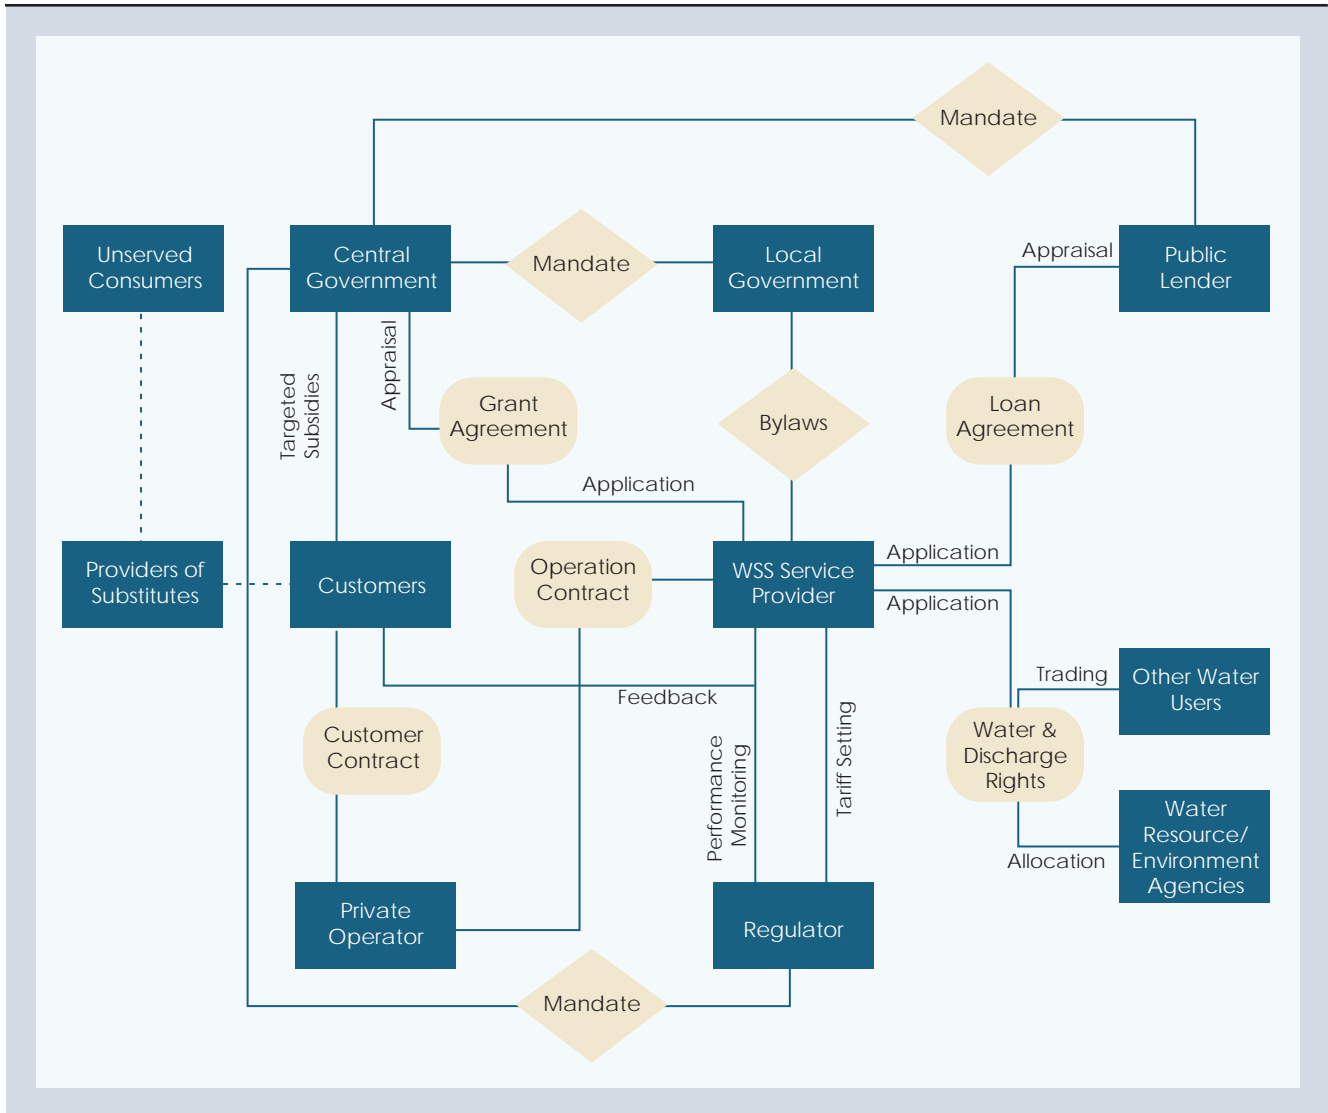 Mandate
Unserved
Consumers
Central
Government
Mandate
Local
Government
Appraisal
Public
Lender
Targeted
Subsidies
Appraisal
Grant
Agreement
Bylaws
Loan
Agreement
Application
Providers of
Substitutes
Customers
Operation
Contract
WSS Service
Provider
Application
Application
Feedback
Trading
Other Water
Users
Customer
Contract
Performance
Monitoring
Tariff Setting
Water &
Discharge
Rights
Allocation
Water
Resource/
Environment
Agencies
Private
Operator
Regulator
Mandate